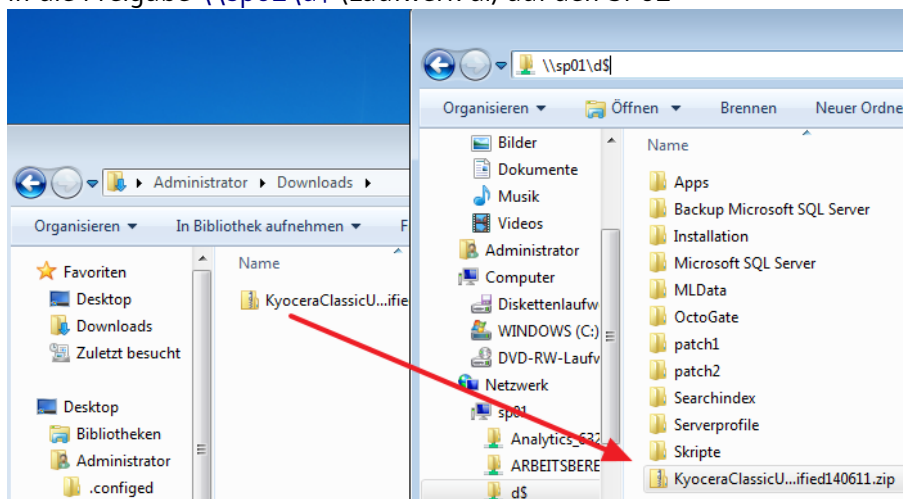 \\sp01\d$
Organisieren
Öffnen
Brennen
Neuer Ordne
Bilder
Dokumente
Musik
Videos
Administrator
Computer
Diskettenlaufw
WINDOWS (C:)
DVD-RW-Laufv
Netzwerk
sp01
Analytics_632
ARBEITSBERE
d$
Name
Apps
Backup Microsoft SQL Server
Installation
Microsoft SQL Server
MLData
OctoGate
patch1
patch2
Searchindex
Serverprofile
Skripte
KyoceraClassicU...ified140611.zip
Administrator Downloads
Organisieren
In Bibliothek aufnehmen
F
Favoriten
Desktop
Downloads
Zuletzt besucht
Desktop
Bibliotheken
Administrator
.configed
Name
KyoceraClassicU...ifie